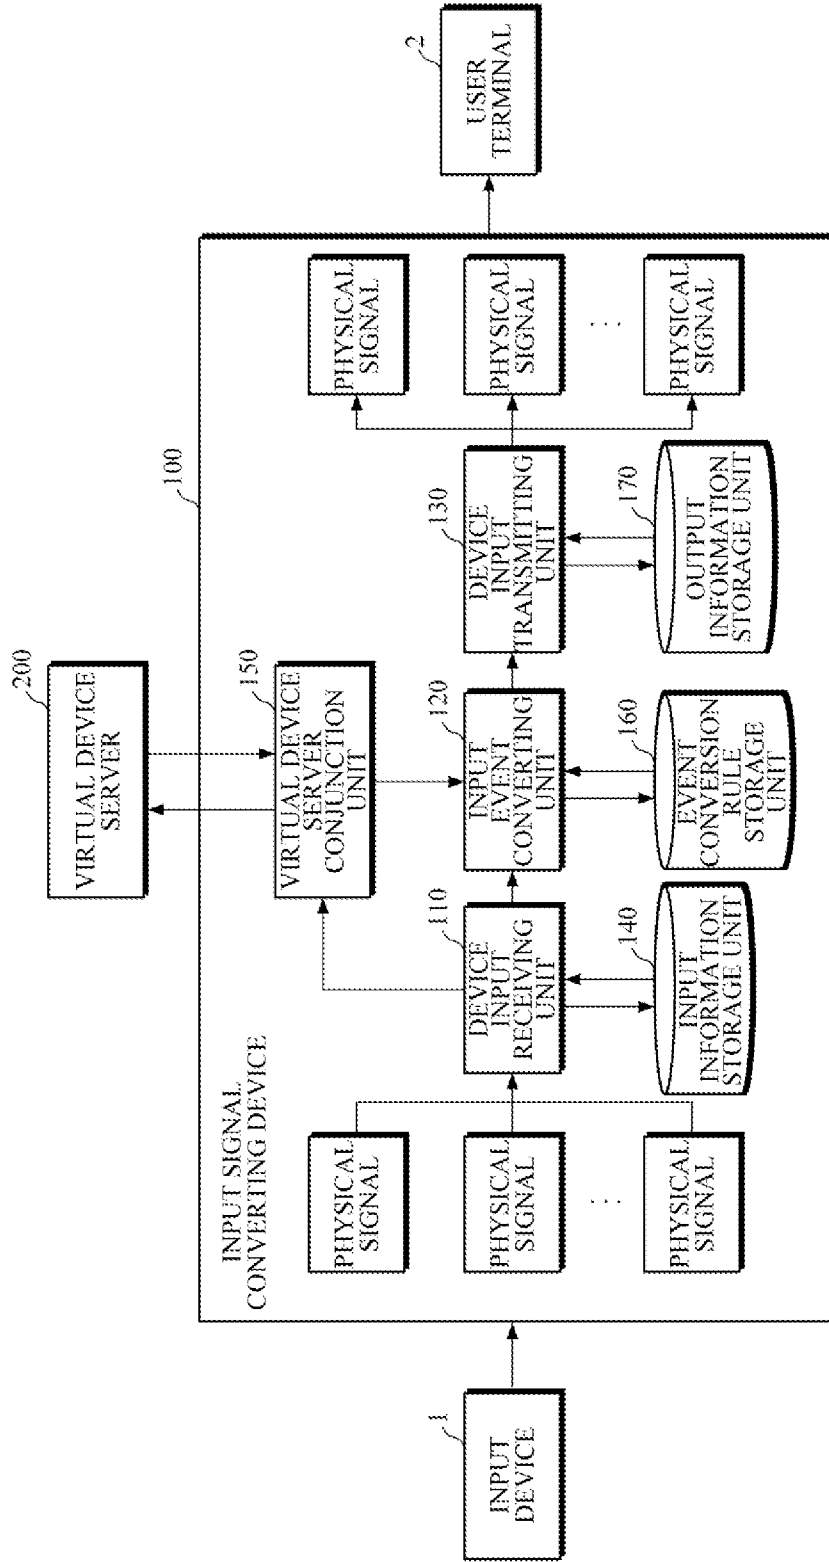 200
VIRTUAL DEVICE
SERVER
100
INPUT SIGNAL
CONVERTING DEVICE
150
VIRTUAL DEVICE
SERVER
CONJUNCTION
UNIT
1
INPUT
DEVICE
PHYSICAL
SIGNAL
PHYSICAL
SIGNAL
...
PHYSICAL
SIGNAL
110
DEVICE
INPUT
RECEIVING
UNIT
120
INPUT
EVENT
CONVERTING
UNIT
130
DEVICE
INPUT
TRANSMITTING
UNIT
PHYSICAL
SIGNAL
PHYSICAL
SIGNAL
...
PHYSICAL
SIGNAL
2
USER
TERMINAL
140
INPUT
INFORMATION
STORAGE UNIT
160
EVENT
CONVERSION
RULE
STORAGE
UNIT
170
OUTPUT
INFORMATION
STORAGE UNIT